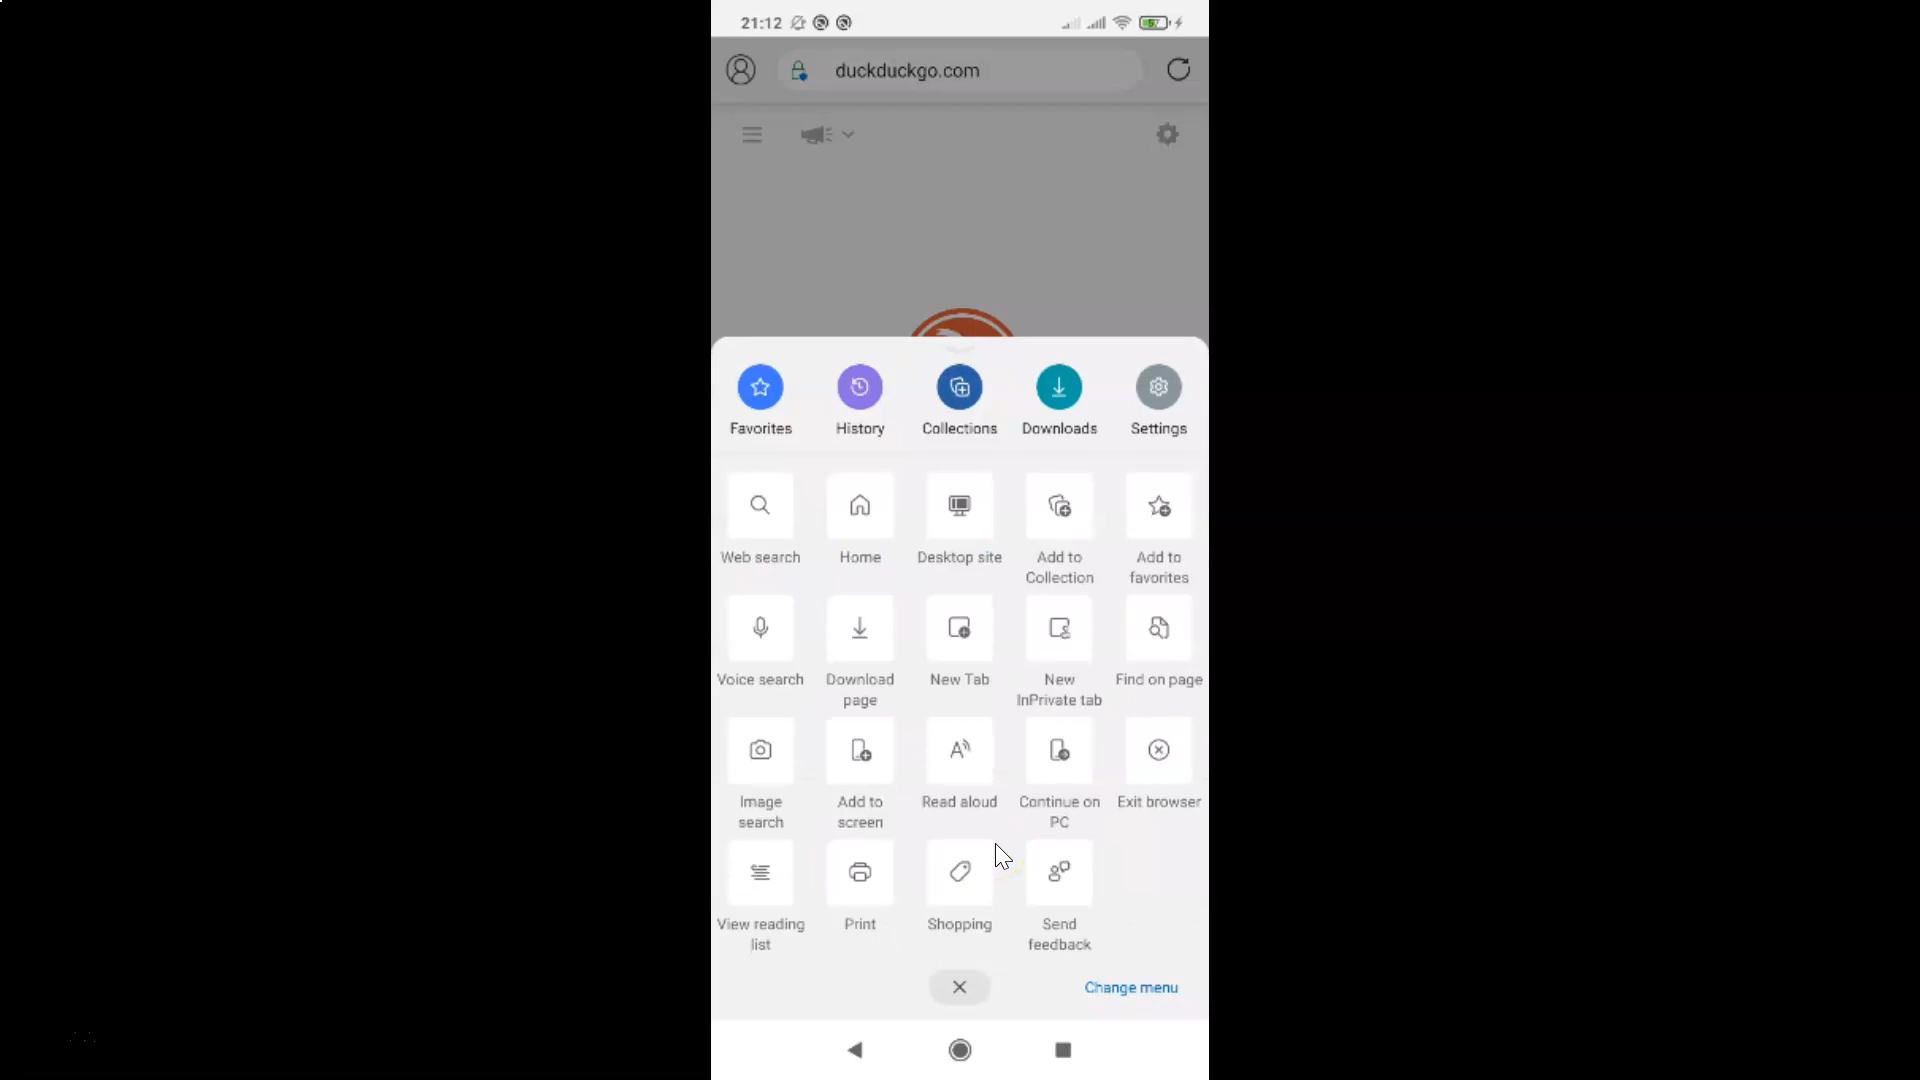 21:12
57
duckduckgo.com
Favorites
History
Collections
Downloads
Settings
Web search
Home
Desktop site
Add to
Collection
Add to
favorites
Voice search
Download
page
New Tab
New
InPrivate tab
Find on page
Image
search
Add to
screen
Read aloud
Continue on
PC
Exit browser
View reading
list
Print
Shopping
Send
feedback
Change menu